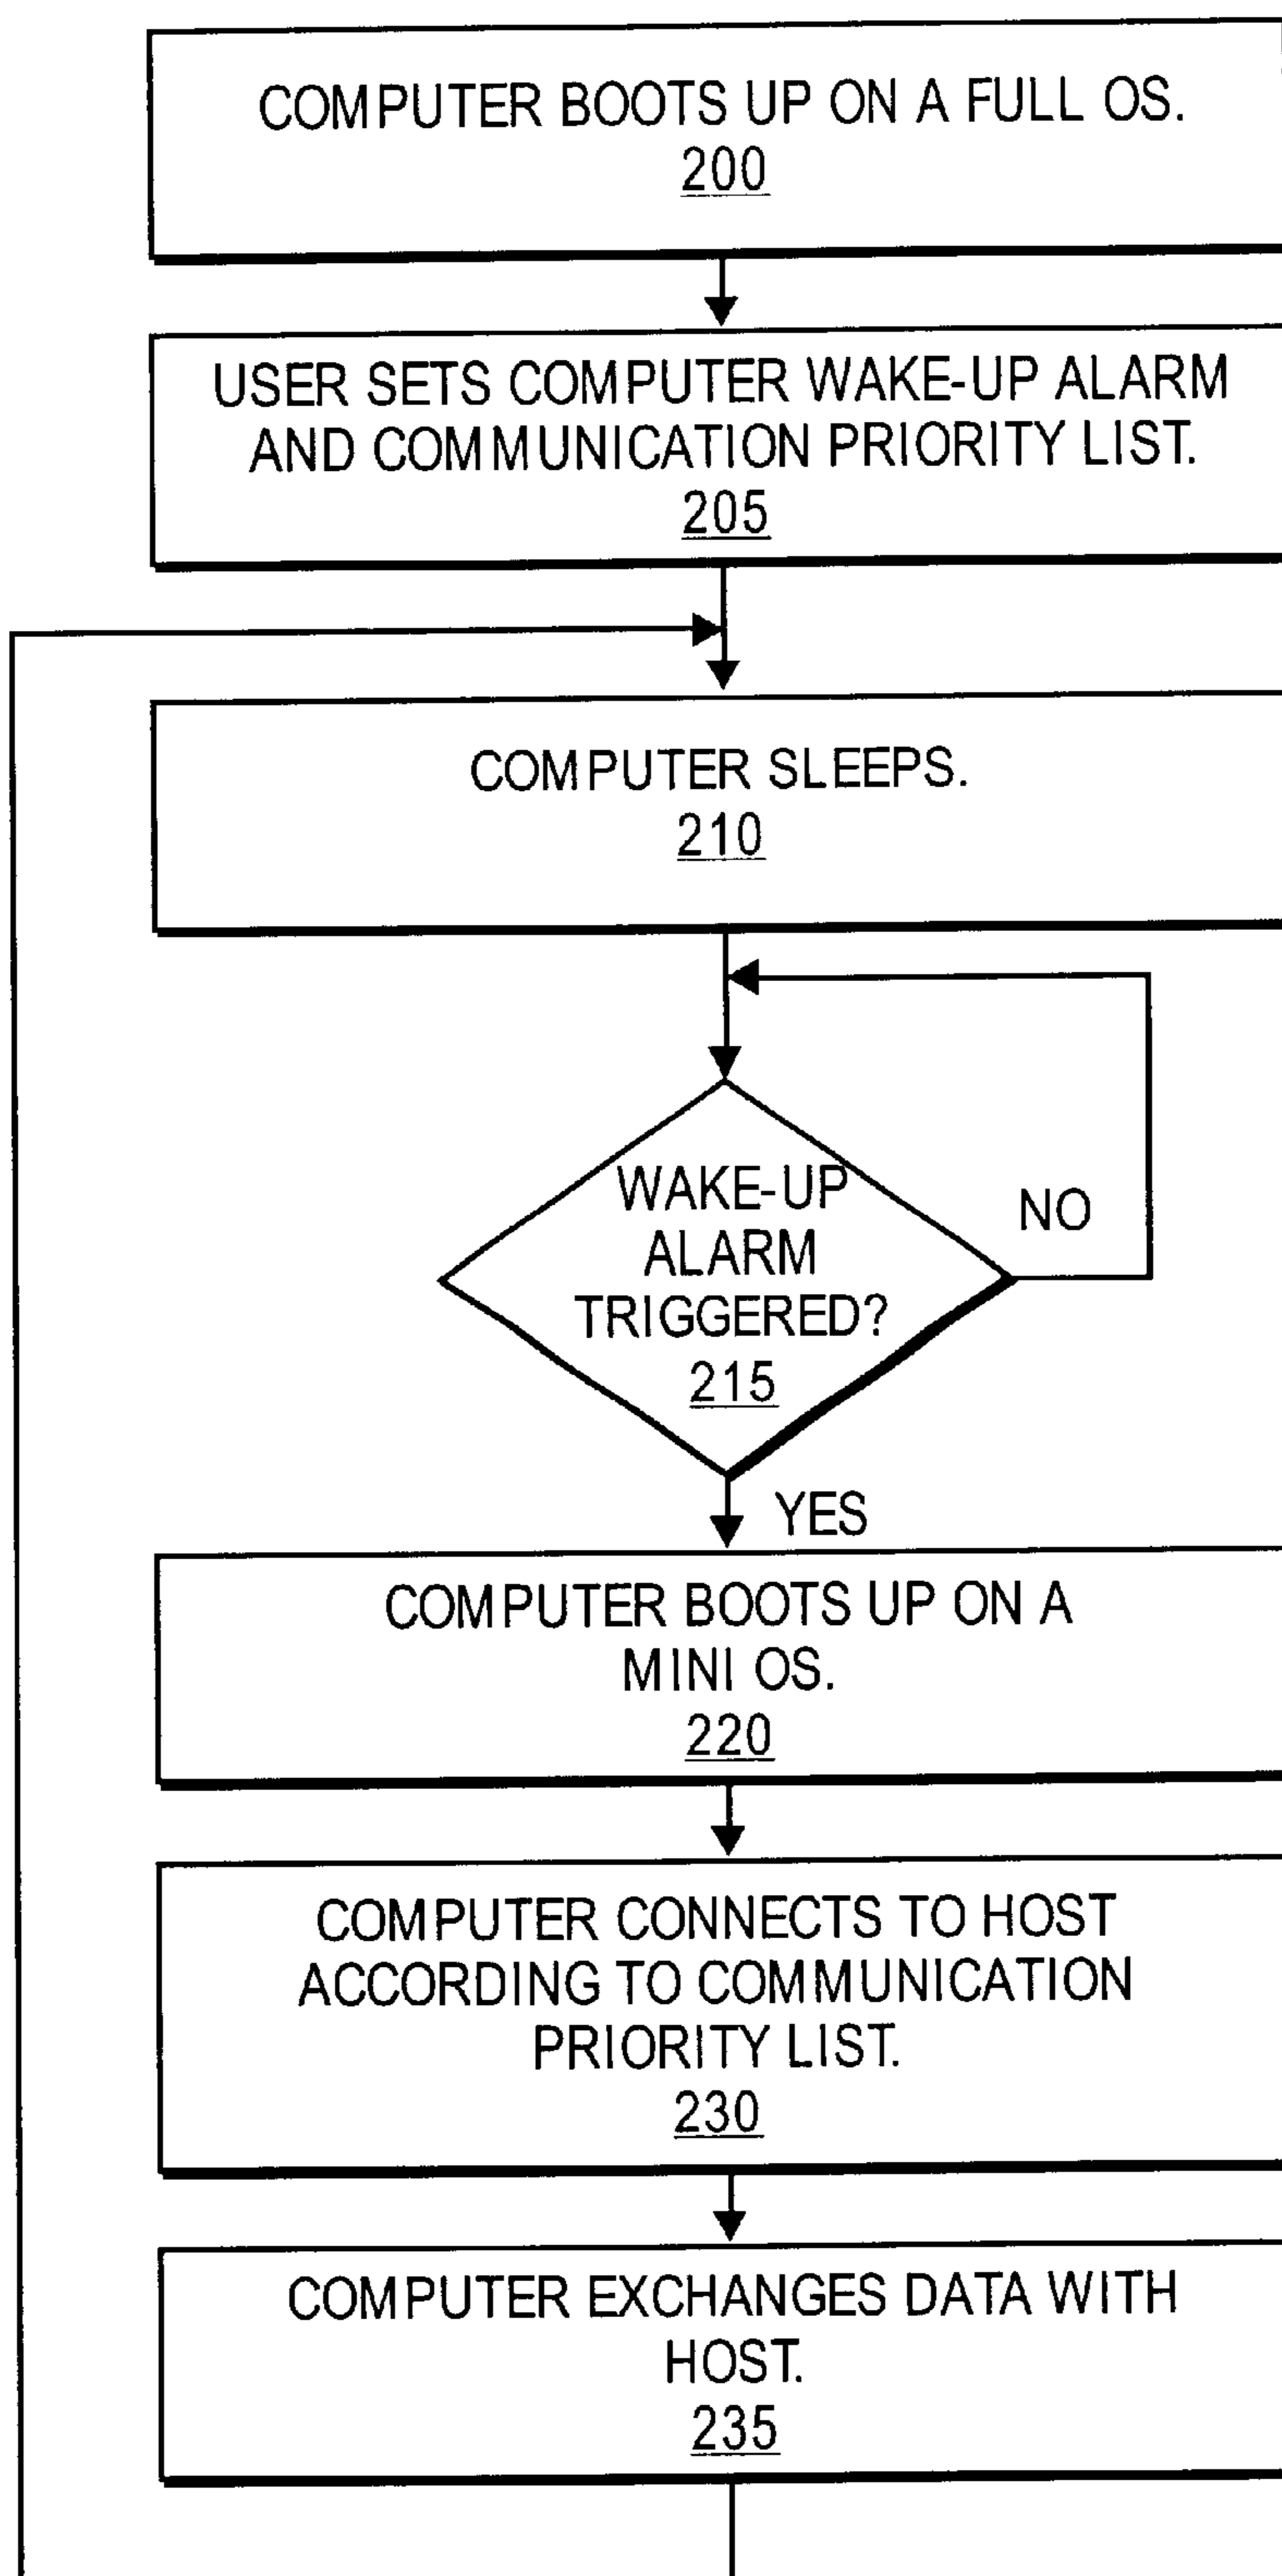 COMPUTER BOOTS UP ON A FULL OS.
200
USER SETS COMPUTER WAKE-UP ALARM
AND COMMUNICATION PRIORITY LIST.
205
COMPUTER SLEEPS.
210
WAKE-UP
ALARM
TRIGGERED?
215
NO
YES
COMPUTER BOOTS UP ON A
MINI OS.
220
COMPUTER CONNECTS TO HOST
ACCORDING TO COMMUNICATION
PRIORITY LIST.
230
COMPUTER EXCHANGES DATA WITH
HOST.
235